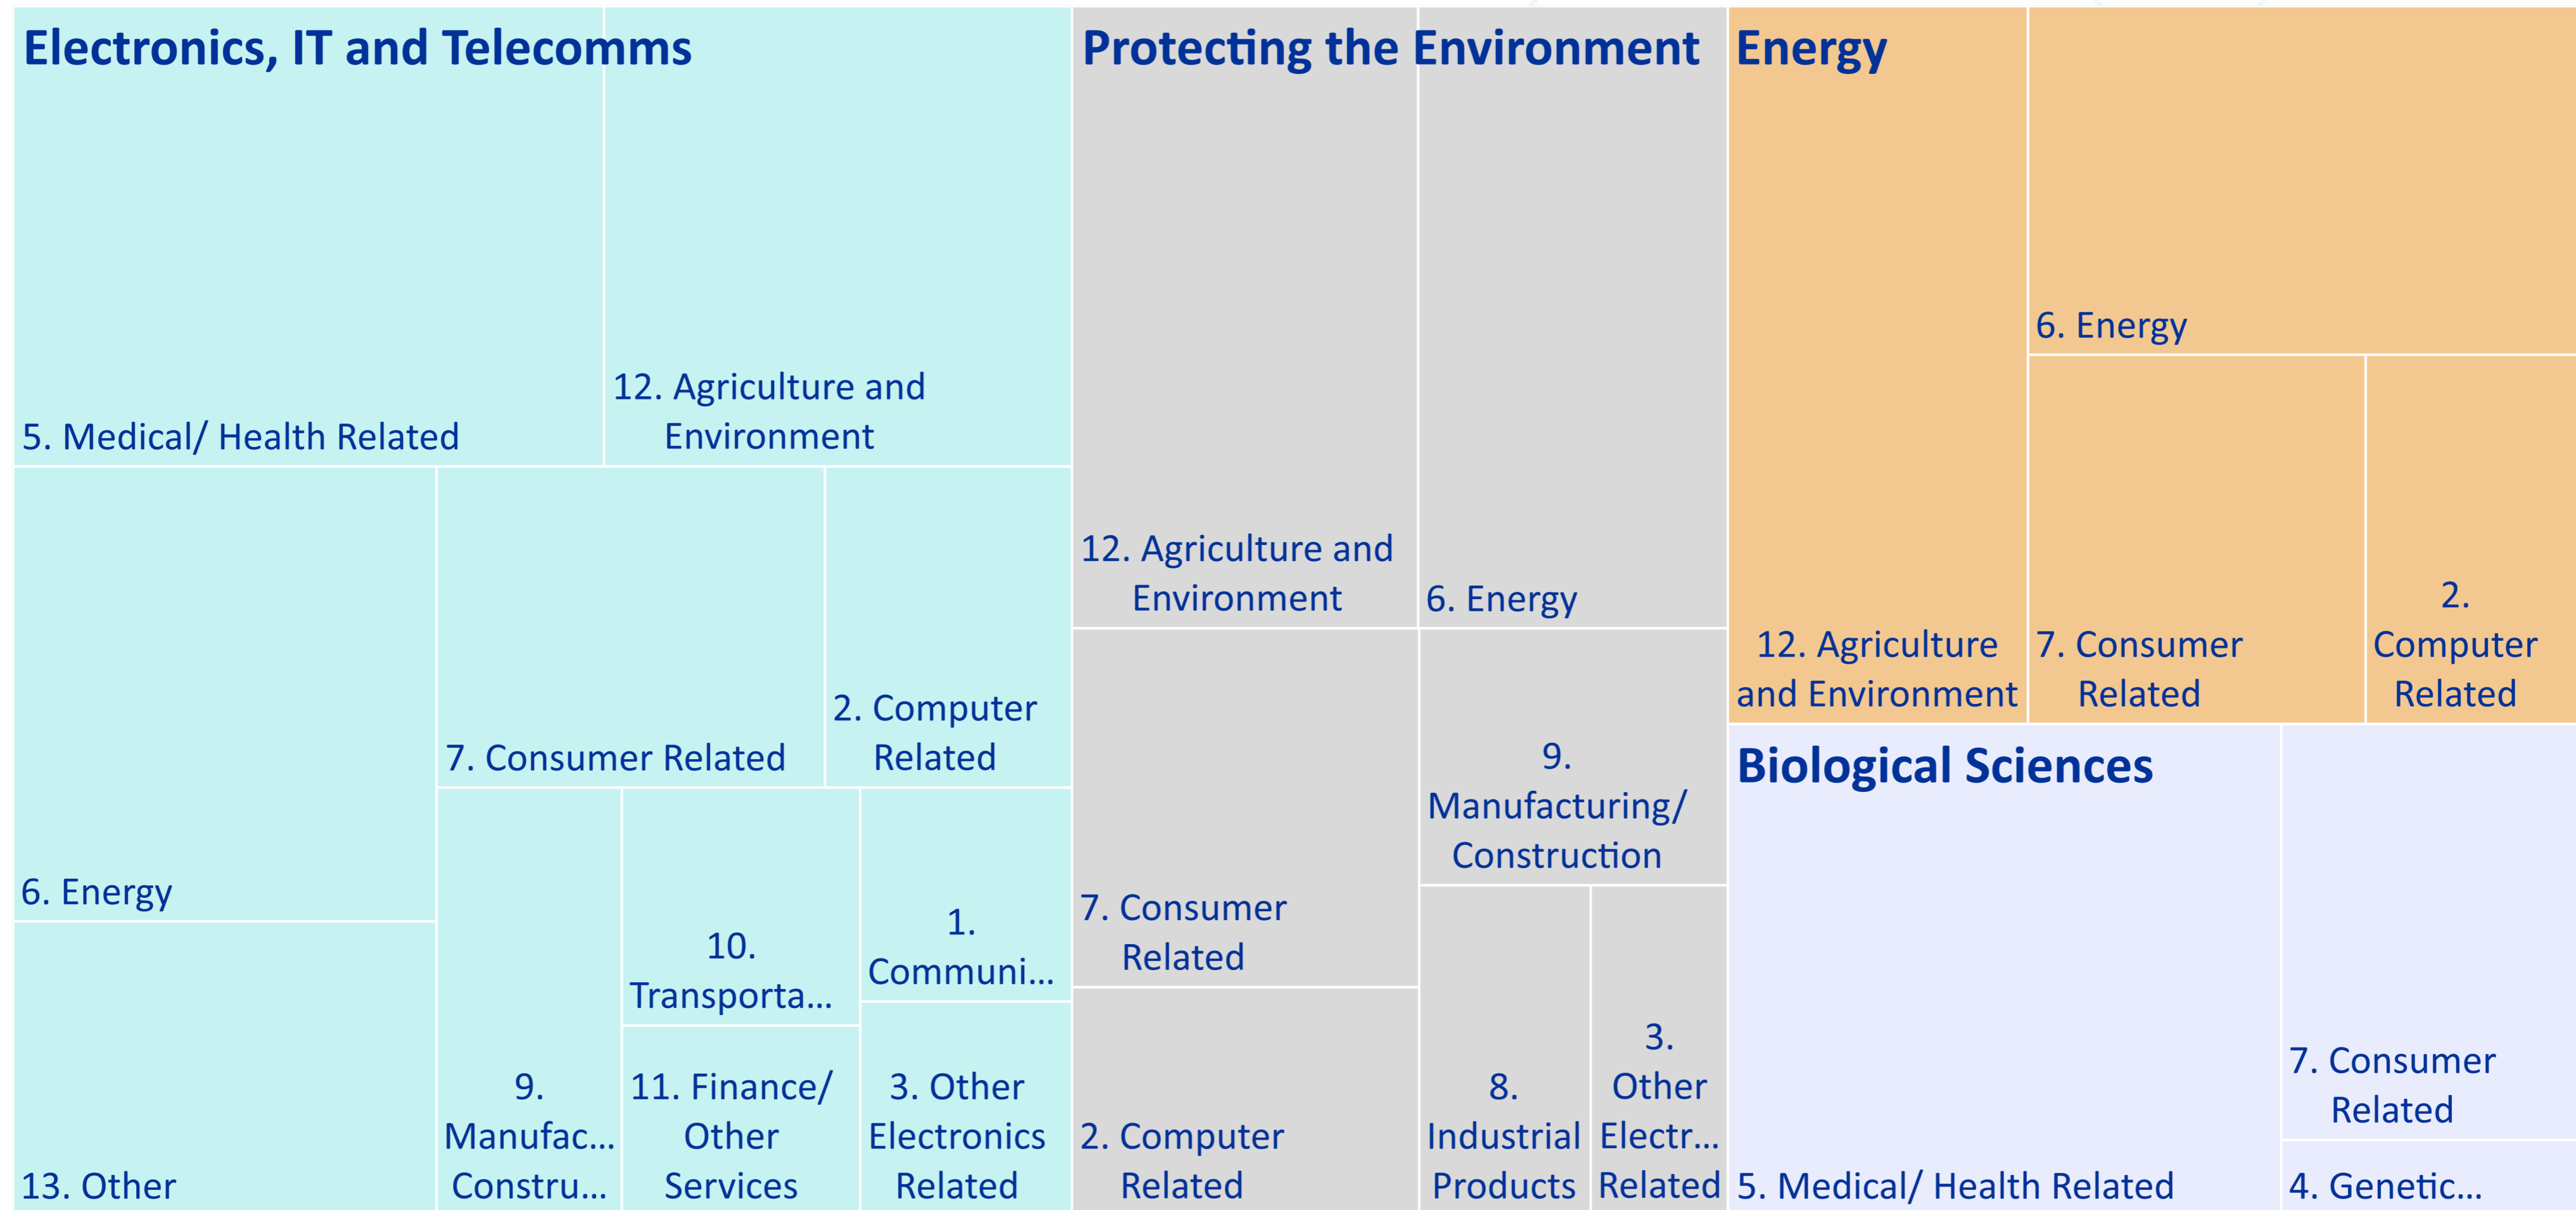 Electronics, IT and Telecomms
5. Medical/ Health Related
12. Agriculture and
Environment
6. Energy
7. Consumer Related
2. Computer
Related
13. Other
9.
Manufac...
Constru...
10.
Transporta...
11. Finance/
Other
Services
1.
Communi...
3. Other
Electronics
Related
Protecting the Environment
12. Agriculture and
Environment
6. Energy
7. Consumer
Related
9.
Manufacturing/
Construction
2. Computer
Related
8.
Industrial
Products
3.
Other
Electr...
Related
Energy
12. Agriculture
and Environment
6. Energy
7. Consumer
Related
2.
Computer
Related
Biological Sciences
5. Medical/ Health Related
7. Consumer
Related
4. Genetic...